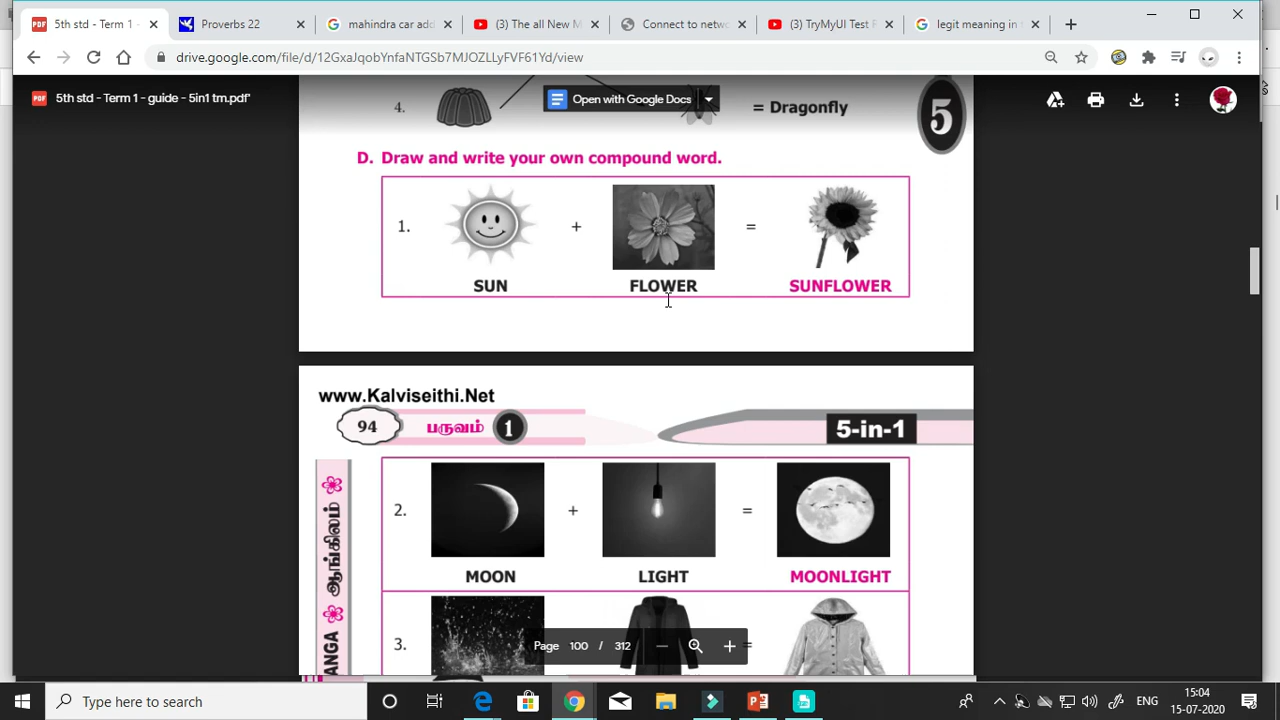 5th std - Term 1 -
Proverbs 22
mahindra car add
(3) The all New M
Connect to netw
(3) TryMyUI Test R
legit meaning in
drive.google.com/file/d/12GxaJqobYnfaNTGSb7MJOZLLyFVF61Yd/view
PDF 5th std - Term 1 - guide - 5in1 tm.pdf'
Open with Google Docs
4. = Dragonfly
5
D. Draw and write your own compound word.
1. + =
SUN FLOWER SUNFLOWER
www.Kalviseithi.Net
94 பருவம் 1 5-in-1
2. + =
MOON LIGHT MOONLIGHT
ஆங்கிலம்
ANGA
3. =
Page 100 / 312
Type here to search
ENG
15:04
15-07-2020